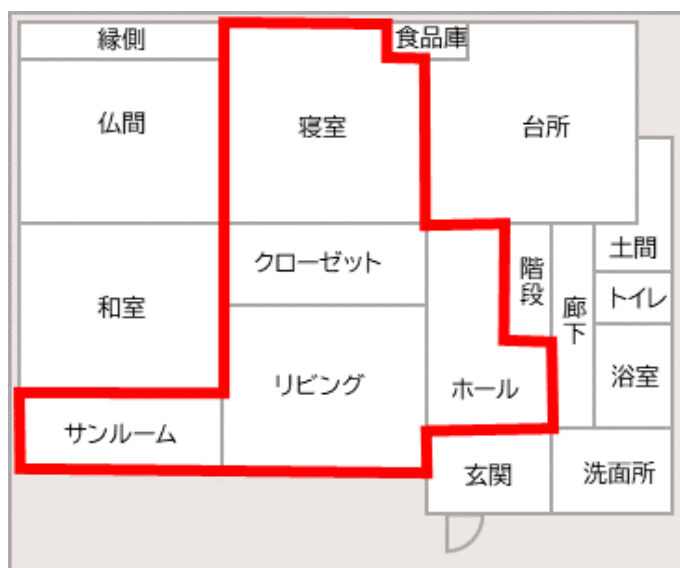 縁側
食品庫
仏間
寝室
台所
土間
クローゼット
階段
廊下
トイレ
和室
リビング
ホール
浴室
サンルーム
玄関
洗面所